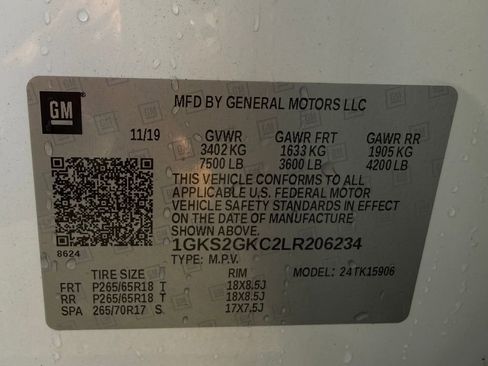 GM
MFD BY GENERAL MOTORS LLC
11/19 GVWR GAWR FRT GAWR RR
3402 KG 1633 KG 1905 KG
7500 LB 3600 LB 4200 LB
THIS VEHICLE CONFORMS TO ALL
APPLICABLE U.S. FEDERAL MOTOR
VEHICLE SAFETY STANDARDS IN EFFECT
ON THE DATE OF MANUFACTURE
SHOWN ABOVE.
8624 1GKS2GKC2LR206234
TYPE: M.P.V. MODEL: 24TK15906
TIRE SIZE RIM
FRT P265/65R18 T 18X8.5J
RR P265/65R18 T 18X8.5J
SPA 265/70R17 S 17X7.5J